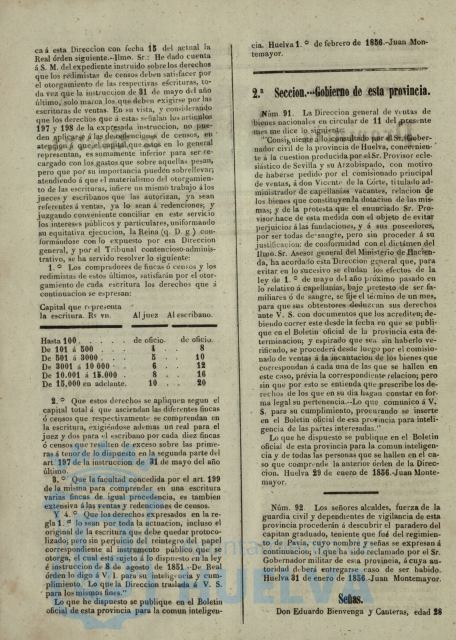 ca á esta Direccion con fecha 15 del actual la
Real órden siguiente.-Ilmo. Sr.: He dado cuenta
á S. M. del expediente instruido sobre los derechos
que los redimistas de censos deben satisfacer por
el otorgamiento de las respectivas escrituras, to-
da vez que la instruccion de 31 de mayo del año
último, solo marca los que deben exigirse por las
escrituras de ventas. En su vista, y considerando
que los derechos que á estas señalan los artículos
197 y 198 de la expresada instruccion, no pue-
den aplicarse á las redenciones de censos, en
atencion á que el capital que estos en lo general
representan, es sumamente inferior para ser re-
cargado con los gastos que sobre aquellas pesan,
pero que por su importancia pueden sobrellevar;
atendiendo á que el materialismo del otorgamien-
to de las escrituras, infiere un mismo trabajo á los
jueces y escribanos que las autorizan, ya sean
referentes á ventas, ya lo sean á redenciones; y
juzgando conveniente conciliar en este servicio
los intereses públicos y particulares, uniformando
su equitativa ejecucion, la Reina (q. D. g.) con-
formándose con lo expuesto por esa Direccion
general, y por el Tribunal contencioso-adminis-
trativo, se ha servido resolver lo siguiente:
1.° Los compradores de fincas ó censos y los
redimistas de estos últimos, satisfarán por el otor-
gamiento de cada escritura los derechos que á
continuacion se expresan:
Capital que representa
la escritura. Rs vn. Al juez Al escribano.
Hasta 100 . . . . . de oficio. de oficio.
De 101 á 500 . . . . 4 . . 8
De 501 á 3000 . . . . 5 . . 10
De 3001 á 10 000 . . . 6 . . 12
De 10.001 á 15.000 . . . 8 . . 16
De 15,000 en adelante. 10 . . 20
2.° Que estos derechos se apliquen segun el
capital total á que asciendan las diferentes fincas
ó censos que respectivamente se comprendan en
la escritura, exigiéndose ademas un real para el
juez y dos para el escribano por cada diez fincas
ó censos que resulten de exceso sobre las prime-
ras á tenor de lo dispuesto en la segunda parte del
art. 197 de la instruccion de 31 de mayo del año
último.
3.° Que la facultad concedida por el art. 199
de la misma para comprender en una escritura
varias fincas de igual procedencia, es tambien
extensiva á las ventas y redenciones de censos.
Y 4.° Que los derechos expresados en la re-
gla 1.ª lo sean por toda la actuacion, incluso el
original de la escritura que debe quedar protoco-
lizado; pero sin perjuicio del reintegro del papel
correspondiente al instrumento público que se
otorga, el cual está sujeto á lo dispuesto en la ley
é instruccion de 8 de agosto de 1851.-De Real
órden lo digo á V. I. para su inteligencia y cum-
plimiento. Lo que la Direccion traslada á V. S.
para los mismos fines."
Lo que he dispuesto se publique en el Boletin
oficial de esta provincia para la comun inteligen-
cia. Huelva 1.° de febrero de 1856.-Juan Mon-
temayor.
2.ª Seccion.--Gobierno de esta provincia.
Núm. 91. La Direccion general de ventas de
bienes nacionales en circular de 11 del presente
mes me dice lo siguiente:
"Consiguiente á lo consultado por el Sr. Gober-
nador civil de la provincia de Huelva, convenien-
te á la cuestion producida por el Sr. Provisor ecle-
siástico de Sevilla y su Arzobispado, con motivo
de haberse pedido por el comisionado principal
de ventas, á don Vicente de la Córte, titulado ad-
ministrador de capellanías vacantes, relacion de
los bienes que constituyen la dotacion de las mis-
mas; y de la protesta que el enunciado Sr. Pro-
visor hace de esta medida con el objeto de evitar
perjuicios á las fundaciones, y á sus poseedores,
por ser todas de sangre, pero sin proceder á su
justificacion: de conformidad con el dictámen del
Ilmo. Sr. Asesor general del Ministerio de Hacien-
da, ha acordado esta Direccion general que, para
evitar en lo sucesivo se eludan los efectos de la
ley de 1.° de mayo del año próximo pasado en
lo relativo á capellanías, bajo pretesto de ser fa-
miliares ó de sangre, se fije el término de un mes,
para que sus obtentores deduzcan sus derechos
ante V. S. con documentos que los acrediten; de-
biendo correr este desde la fecha en que se publi-
que en el Boletin oficial de la provincia esta de-
terminacion; y espirado que sea sin haberlo ve-
rificado, se procederá desde luego por el comisio-
nado de ventas á la incautacion de los bienes que
correspondan á cada una de las que se hallen en
este caso, prévia la correspondiente relacion; pero
sin que por esto se entienda que prescribe los de-
rechos de los que en su dia hagan constar en for-
ma legal su pertenencia.-Lo que comunico á V.
S. para su cumplimiento, procurando se inserte
en el Boletin oficial de esa provincia para inteli-
gencia de las partes interesadas."
Lo que he dispuesto se publique en el Boletin
oficial de esta provincia para la comun inteligen-
cia y de todas las personas que se hallen en el ca-
so que comprende la anterior órden de la Direc-
cion. Huelva 29 de enero de 1856.-Juan Monte-
mayor.
Núm. 92. Los señores alcaldes, fuerza de la
guardia civil y dependientes de vigilancia de esta
provincia procederán á descubrir el paradero del
capitan graduado, teniente que fué del regimien-
to de Pavía, cuyo nombre y señas se expresan á
continuacion; el que ha sido reclamado por el Sr.
Gobernador militar de esta provincia, á cuya au-
toridad deberá entregarse caso de ser habido.
Huelva 31 de enero de 1856.-Juan Montemayor.
Señas.
Don Eduardo Bienvenga y Canteras, edad 28